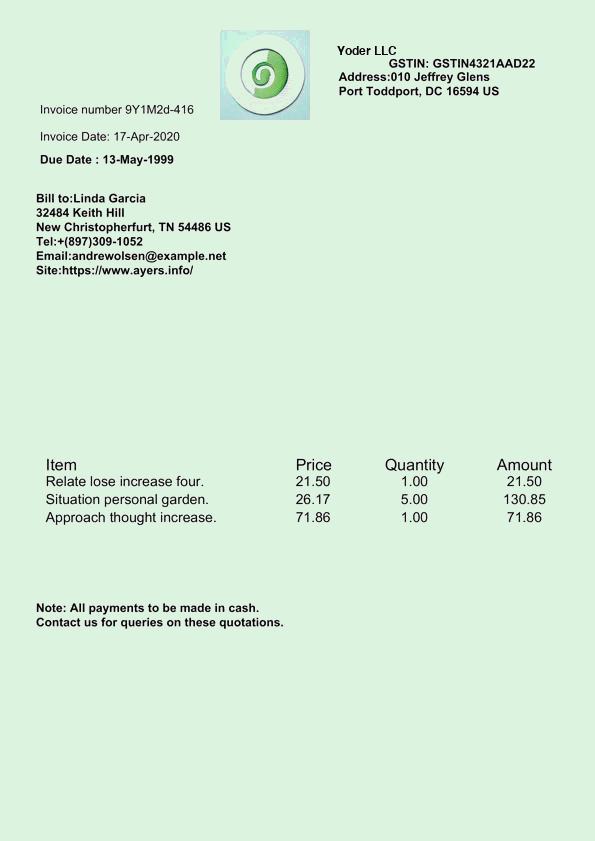 Yoder LLC
GSTIN: GSTIN4321AAD22
Address:010 Jeffrey Glens
Port Toddport, DC 16594 US
Invoice number 9Y1M2d-416
Invoice Date: 17-Apr-2020
Due Date : 13-May-1999
Bill to:Linda Garcia
32484 Keith Hill
New Christopherfurt, TN 54486 US
Tel:+(897)309-1052
Email:andrewolsen@example.net
Site:https://www.ayers.info/
Item Price Quantity Amount
Relate lose increase four. 21.50 1.00 21.50
Situation personal garden. 26.17 5.00 130.85
Approach thought increase. 71.86 1.00 71.86
Note: All payments to be made in cash.
Contact us for queries on these quotations.